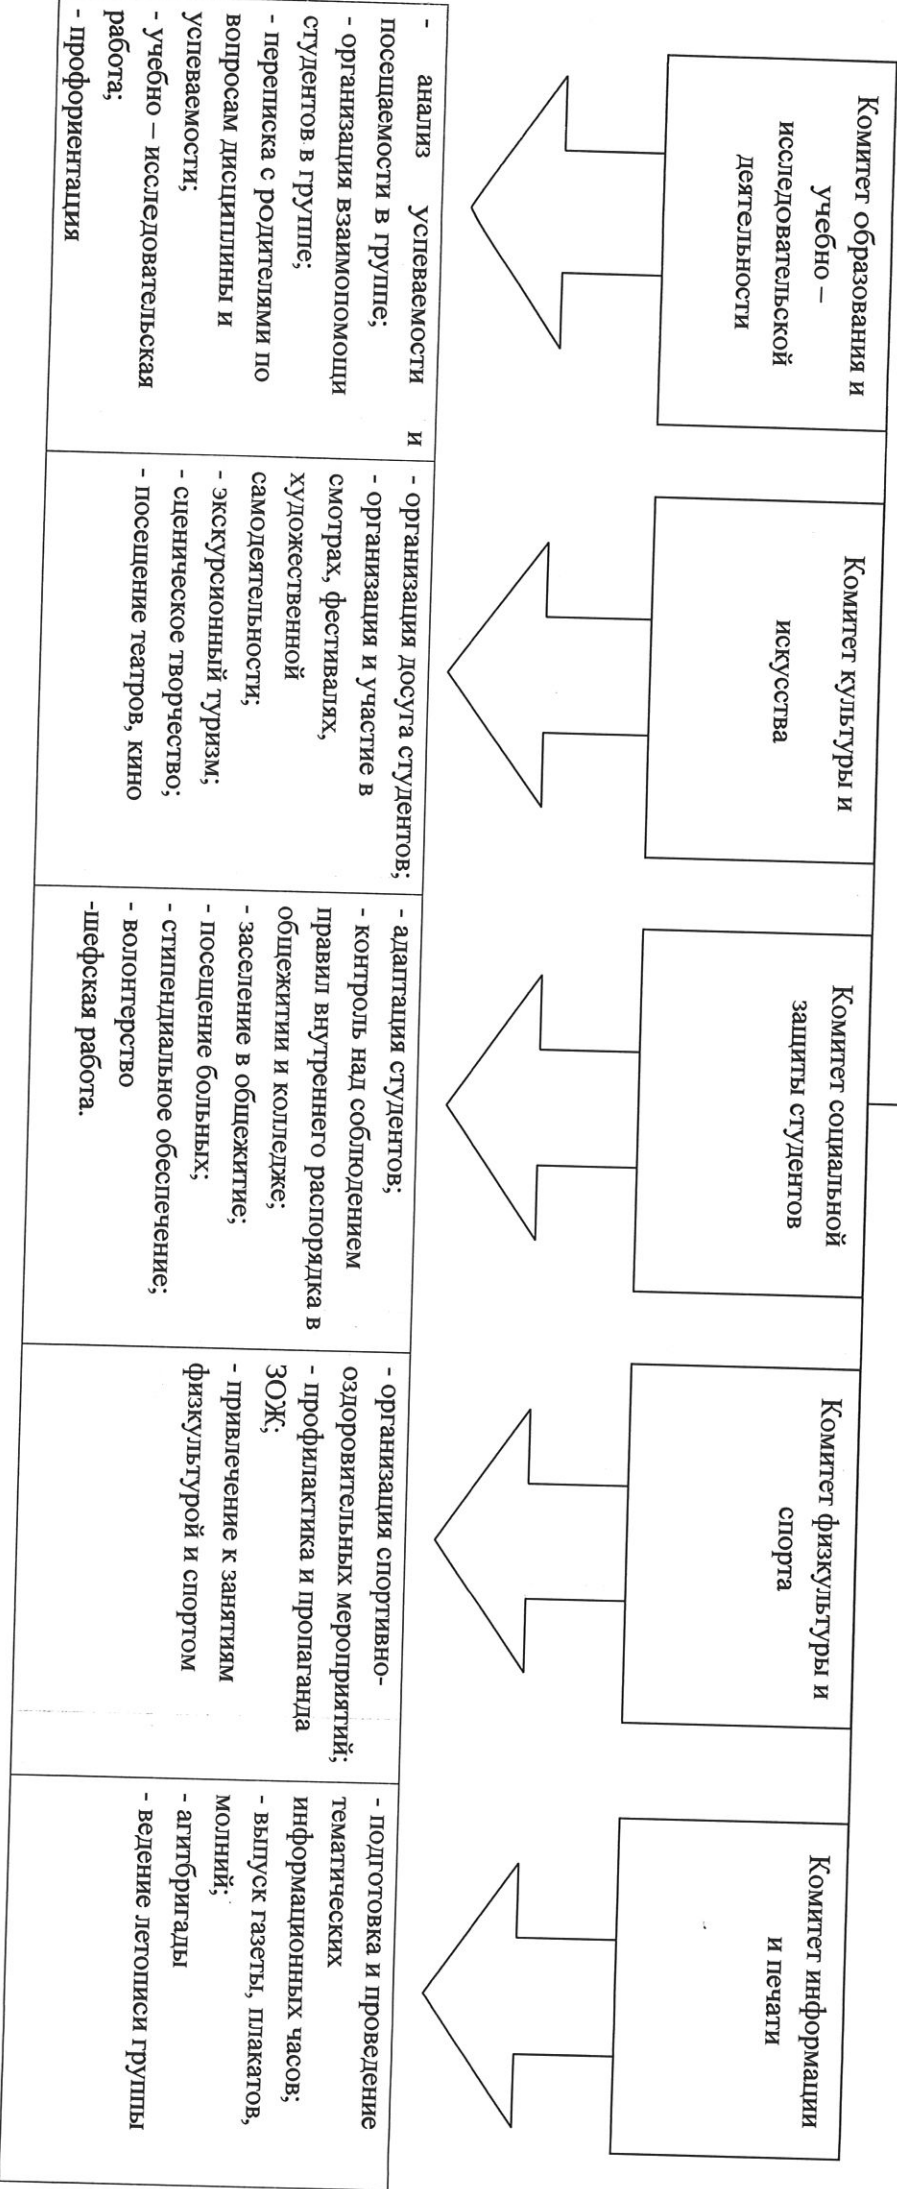 Комитет образования и
учебно –
исследовательской
деятельности
Комитет культуры и
искусства
Комитет социальной
защиты студентов
Комитет физкультуры и
спорта
Комитет информации
и печати
- анализ успеваемости и
посещаемости в группе;
- организация взаимопомощи
студентов в группе;
- переписка с родителями по
вопросам дисциплины и
успеваемости;
- учебно – исследовательская
работа;
- профориентация
- организация досуга студентов;
- организация и участие в
смотрах, фестивалях,
художественной
самодеятельности;
- экскурсионный туризм;
- сценическое творчество;
- посещение театров, кино
- адаптация студентов;
- контроль над соблюдением
правил внутреннего распорядка в
общежитии и колледже;
- заселение в общежитие;
- посещение больных;
- стипендиальное обеспечение;
- волонтерство
-шефская работа.
- организация спортивно-
оздоровительных мероприятий;
- профилактика и пропаганда
ЗОЖ;
- привлечение к занятиям
физкультурой и спортом
- подготовка и проведение
тематических
информационных часов;
- выпуск газеты, плакатов,
молний;
- агитбригады
- ведение летописи группы